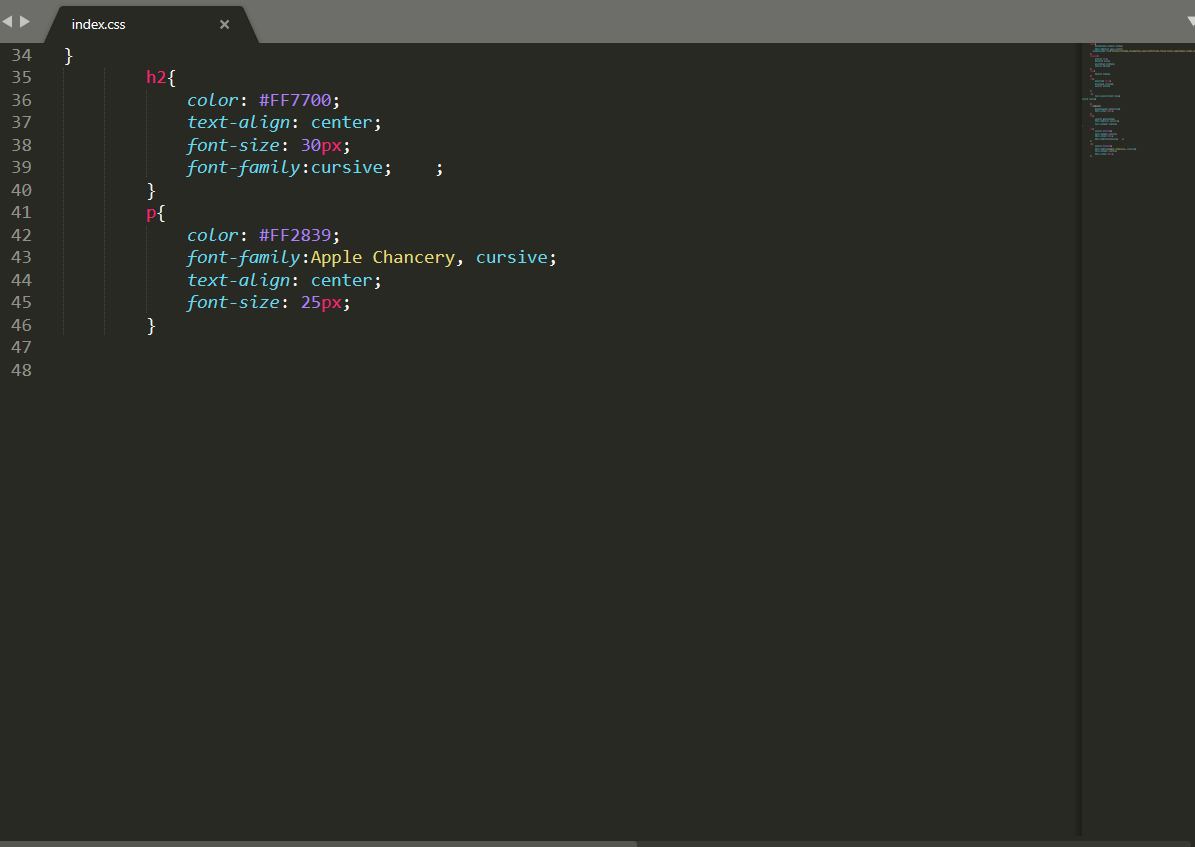 index.css ×
34 }
35 h2{
36 color: #FF7700;
37 text-align: center;
38 font-size: 30px;
39 font-family:cursive;    ;
40 }
41 p{
42 color: #FF2839;
43 font-family:Apple Chancery, cursive;
44 text-align: center;
45 font-size: 25px;
46 }
47
48